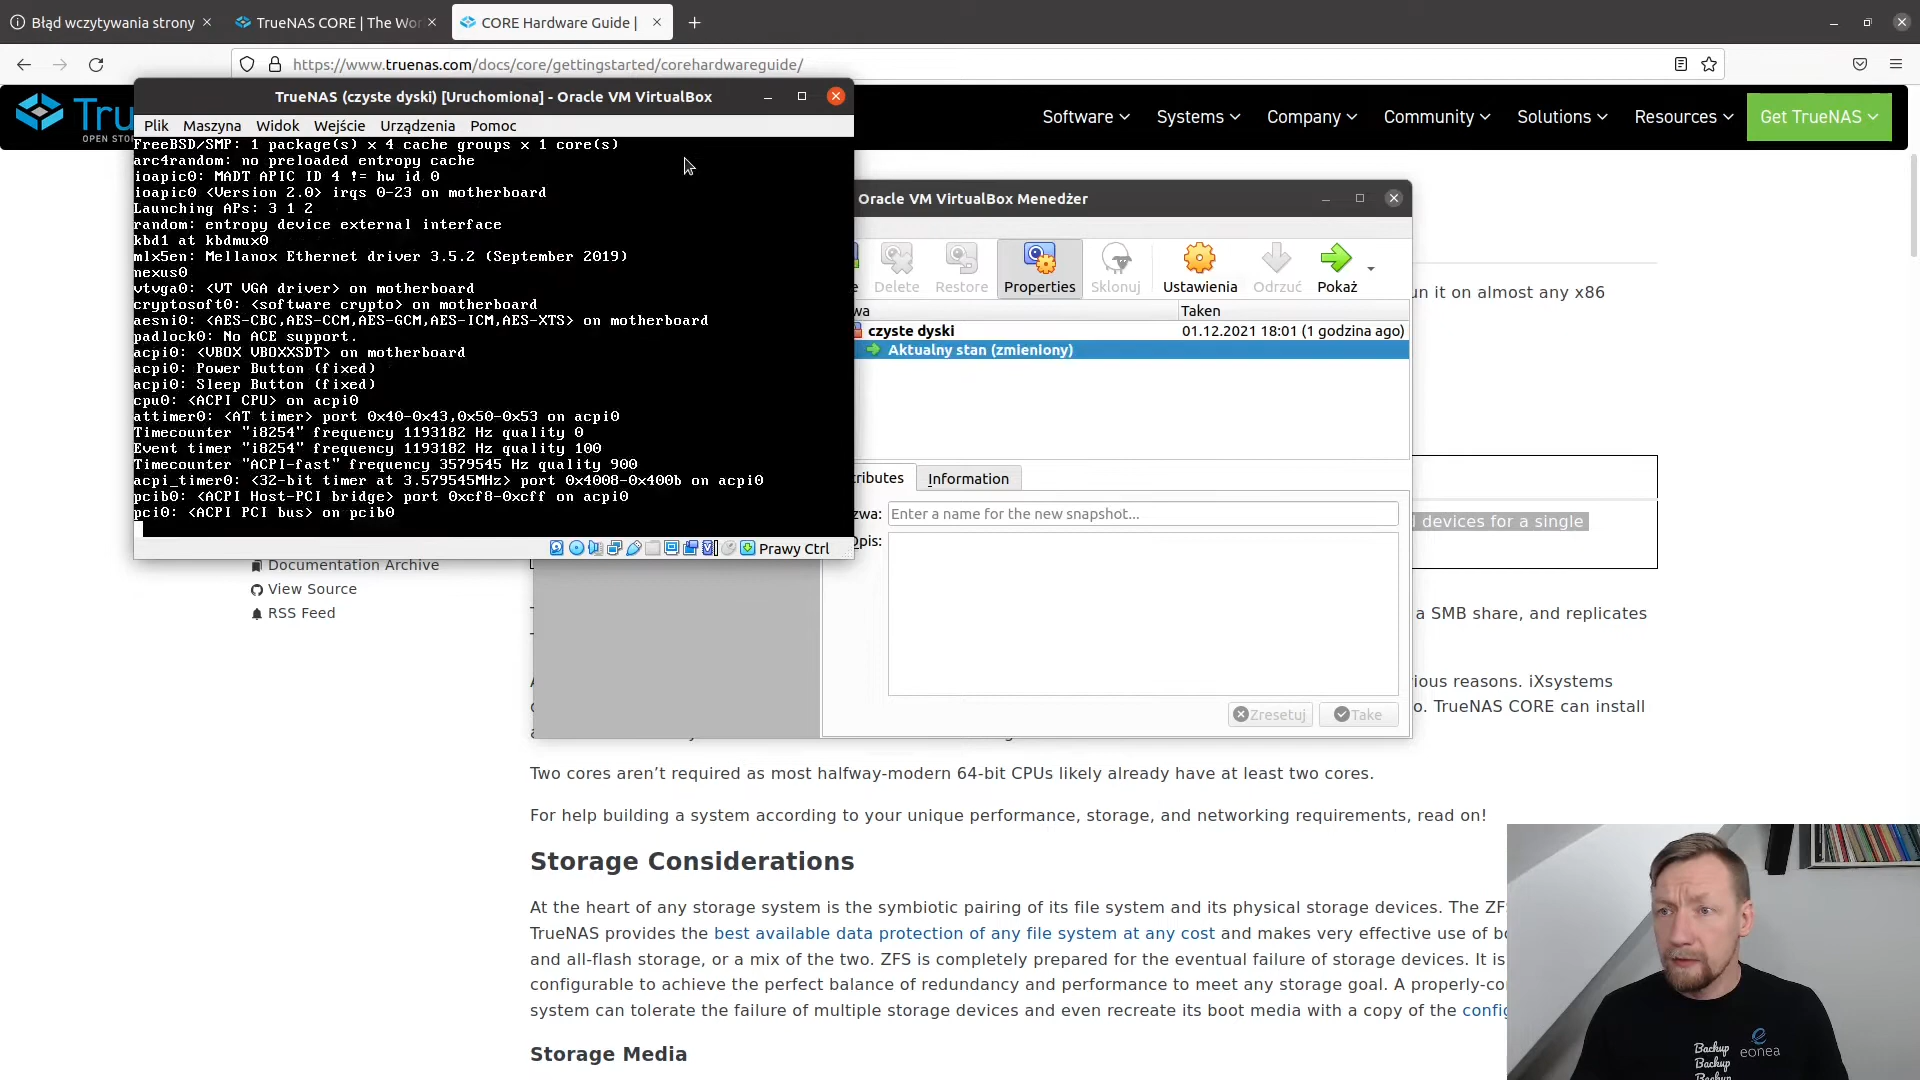 Błąd wczytywania strony
TrueNAS CORE | The Wor
CORE Hardware Guide |
https://www.truenas.com/docs/core/gettingstarted/corehardwareguide/
Tru
OPEN STOR
Software
Systems
Company
Community
Solutions
Resources
Get TrueNAS
TrueNAS (czyste dyski) [Uruchomiona] - Oracle VM VirtualBox
Plik Maszyna Widok Wejście Urządzenia Pomoc
FreeBSD/SMP: 1 package(s) x 4 cache groups x 1 core(s)
arc4random: no preloaded entropy cache
ioapic0: MADT APIC ID 4 != hw id 0
ioapic0 <Version 2.0> irqs 0-23 on motherboard
Launching APs: 3 1 2
random: entropy device external interface
kbd1 at kbdmux0
mlx5en: Mellanox Ethernet driver 3.5.2 (September 2019)
nexus0
vtvga0: <VT VGA driver> on motherboard
cryptosoft0: <software crypto> on motherboard
aesni0: <AES-CBC,AES-CCM,AES-GCM,AES-ICM,AES-XTS> on motherboard
padlock0: No ACE support.
acpi0: <VBOX VBOXXSDT> on motherboard
acpi0: Power Button (fixed)
acpi0: Sleep Button (fixed)
cpu0: <ACPI CPU> on acpi0
attimer0: <AT timer> port 0x40-0x43,0x50-0x53 on acpi0
Timecounter "i8254" frequency 1193182 Hz quality 0
Event timer "i8254" frequency 1193182 Hz quality 100
Timecounter "ACPI-fast" frequency 3579545 Hz quality 900
acpi_timer0: <32-bit timer at 3.579545MHz> port 0x4008-0x400b on acpi0
pcib0: <ACPI Host-PCI bridge> port 0xcf8-0xcff on acpi0
pci0: <ACPI PCI bus> on pcib0
Prawy Ctrl
Oracle VM VirtualBox Menedżer
Delete
Restore
Properties
Sklonuj
Ustawienia
Odrzuć
Pokaż
wa
Taken
czyste dyski
01.12.2021 18:01 (1 godzina ago)
Aktualny stan (zmieniony)
ributes
Information
zwa: Enter a name for the new snapshot...
Opis:
Zresetuj
Take
un it on almost any x86
devices for a single
Documentation Archive
View Source
RSS Feed
a SMB share, and replicates
ious reasons. iXsystems
o. TrueNAS CORE can install
Two cores aren’t required as most halfway-modern 64-bit CPUs likely already have at least two cores.
For help building a system according to your unique performance, storage, and networking requirements, read on!
Storage Considerations
At the heart of any storage system is the symbiotic pairing of its file system and its physical storage devices. The ZFS
TrueNAS provides the best available data protection of any file system at any cost and makes very effective use of bo
and all-flash storage, or a mix of the two. ZFS is completely prepared for the eventual failure of storage devices. It is
configurable to achieve the perfect balance of redundancy and performance to meet any storage goal. A properly-co
system can tolerate the failure of multiple storage devices and even recreate its boot media with a copy of the config
Storage Media
Backup
Backup
Backup
eonea